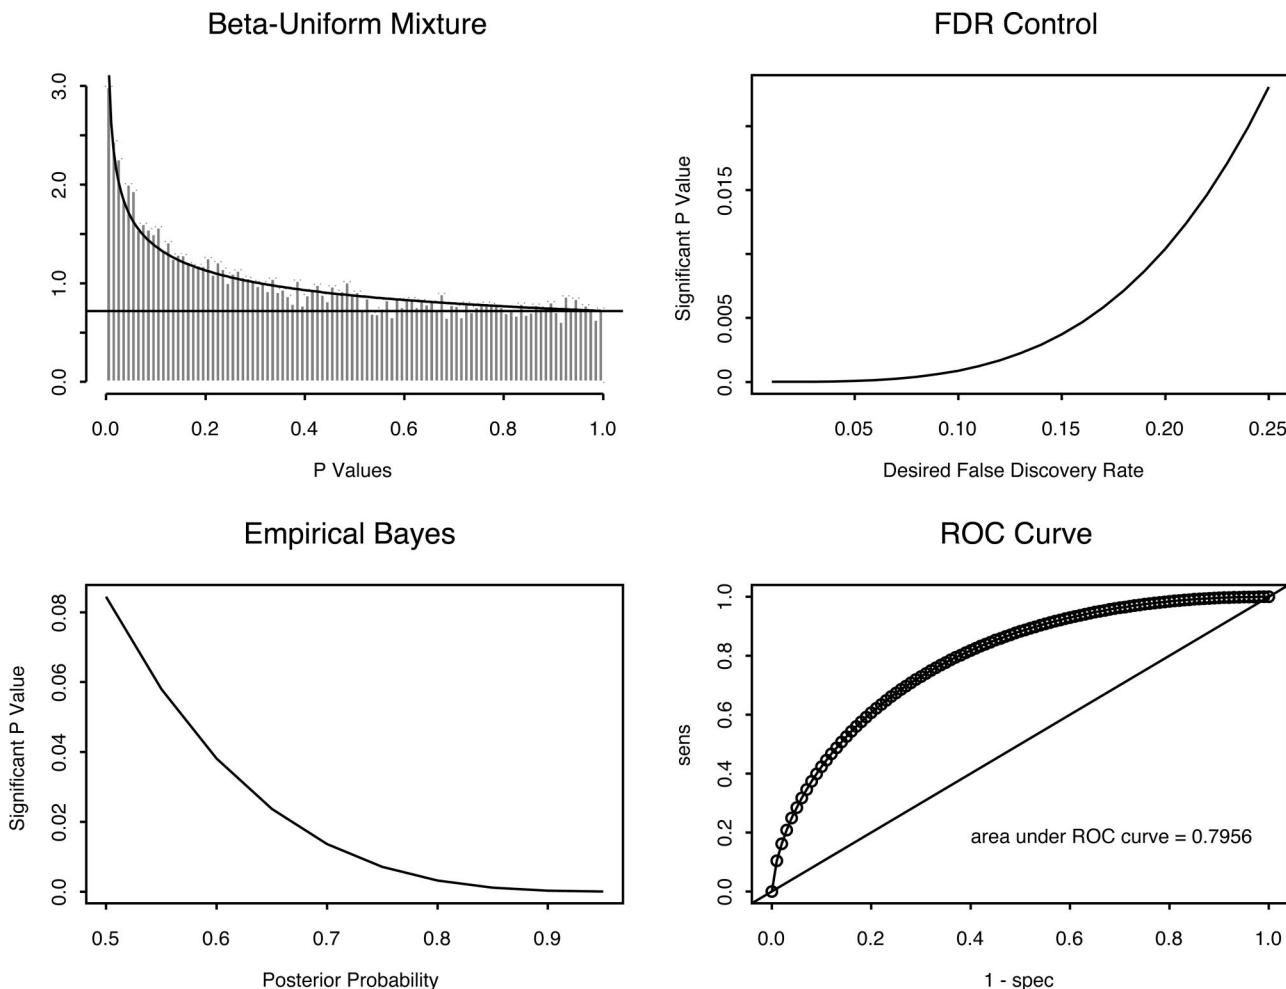 Beta-Uniform Mixture
3.0
2.0
1.0
0.0
0.0 0.2 0.4 0.6 0.8 1.0
P Values
FDR Control
Significant P Value
0.015
0.005
0.0
0.05 0.10 0.15 0.20 0.25
Desired False Discovery Rate
Empirical Bayes
Significant P Value
0.08
0.06
0.04
0.02
0.0
0.5 0.6 0.7 0.8 0.9
Posterior Probability
ROC Curve
sens
1.0
0.8
0.6
0.4
0.2
0.0
area under ROC curve = 0.7956
0.0 0.2 0.4 0.6 0.8 1.0
1 - spec